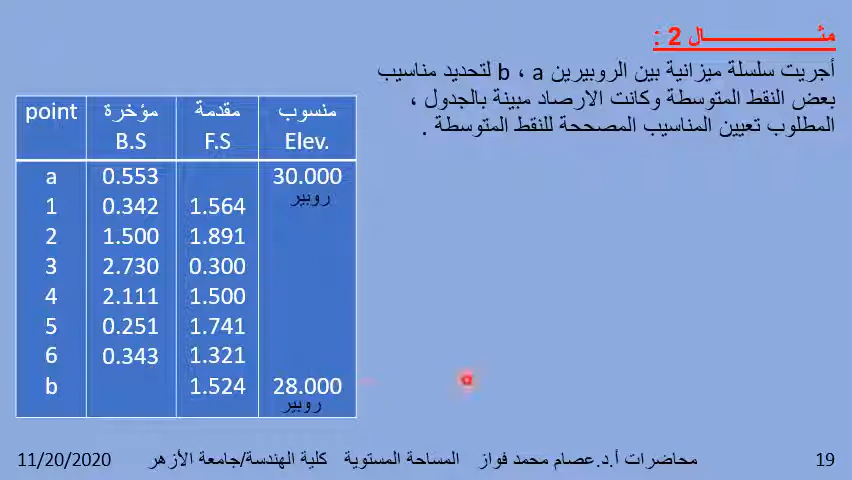 مثـــــــــــــــــال 2 :
أجريت سلسلة ميزانية بين الروبيرين b ، a لتحديد مناسيب
بعض النقط المتوسطة وكانت الارصاد مبينة بالجدول ،
المطلوب تعيين المناسيب المصححة للنقط المتوسطة .
point مؤخرة مقدمة منسوب
B.S F.S Elev.
a 0.553 30.000
روبير
1 0.342 1.564
2 1.500 1.891
3 2.730 0.300
4 2.111 1.500
5 0.251 1.741
6 0.343 1.321
b 1.524 28.000
روبير
محاضرات أ.د.عصام محمد فواز المساحة المستوية كلية الهندسة/جامعة الأزهر
11/20/2020
19